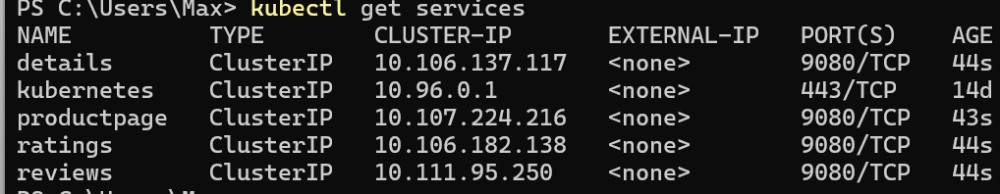 PS C:\Users\Max> kubectl get services
NAME TYPE CLUSTER-IP EXTERNAL-IP PORT(S) AGE
details ClusterIP 10.106.137.117 <none> 9080/TCP 44s
kubernetes ClusterIP 10.96.0.1 <none> 443/TCP 14d
productpage ClusterIP 10.107.224.216 <none> 9080/TCP 43s
ratings ClusterIP 10.106.182.138 <none> 9080/TCP 44s
reviews ClusterIP 10.111.95.250 <none> 9080/TCP 44s